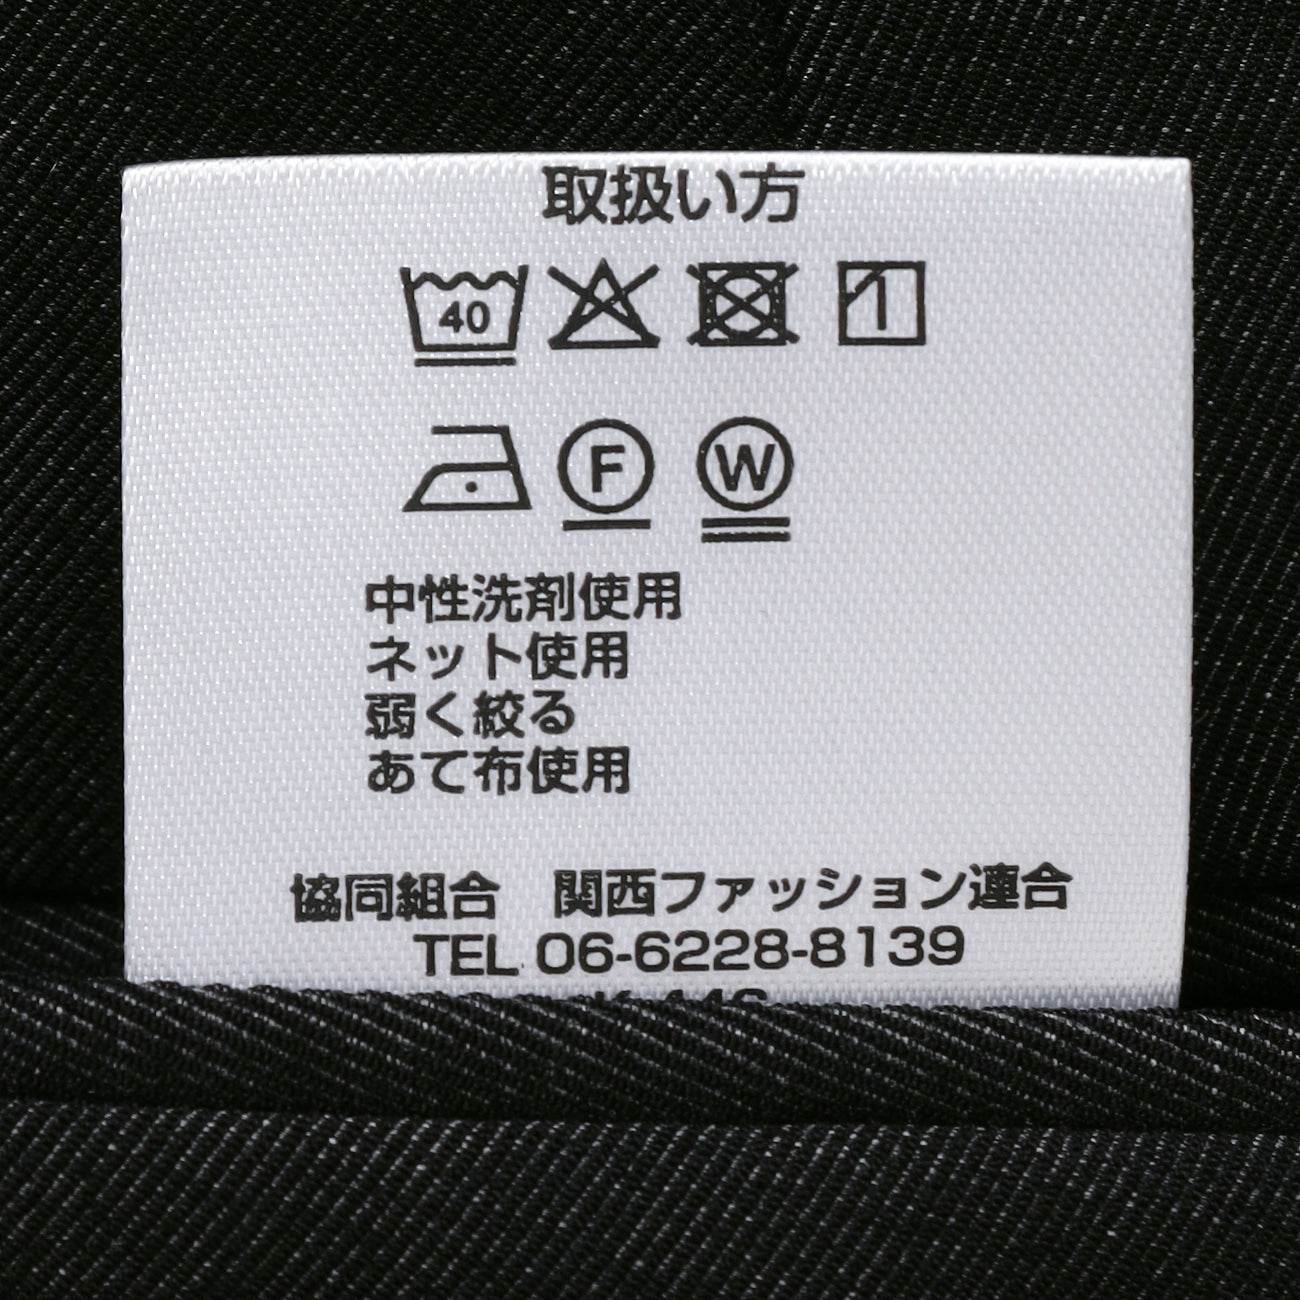 取扱い方
40
F W
中性洗剤使用
ネット使用
弱く絞る
あて布使用
協同組合 関西ファッション連合
TEL 06-6228-8139